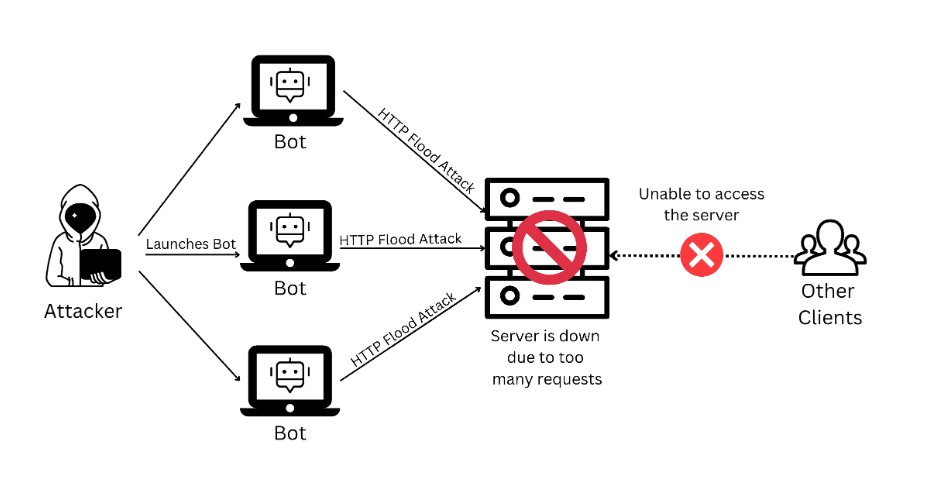 Bot
HTTP Flood Attack
Unable to access
the server
Launches Bot
HTTP Flood Attack
Attacker
Bot
Other
Clients
HTTP Flood Attack
Server is down
due to too
many requests
Bot